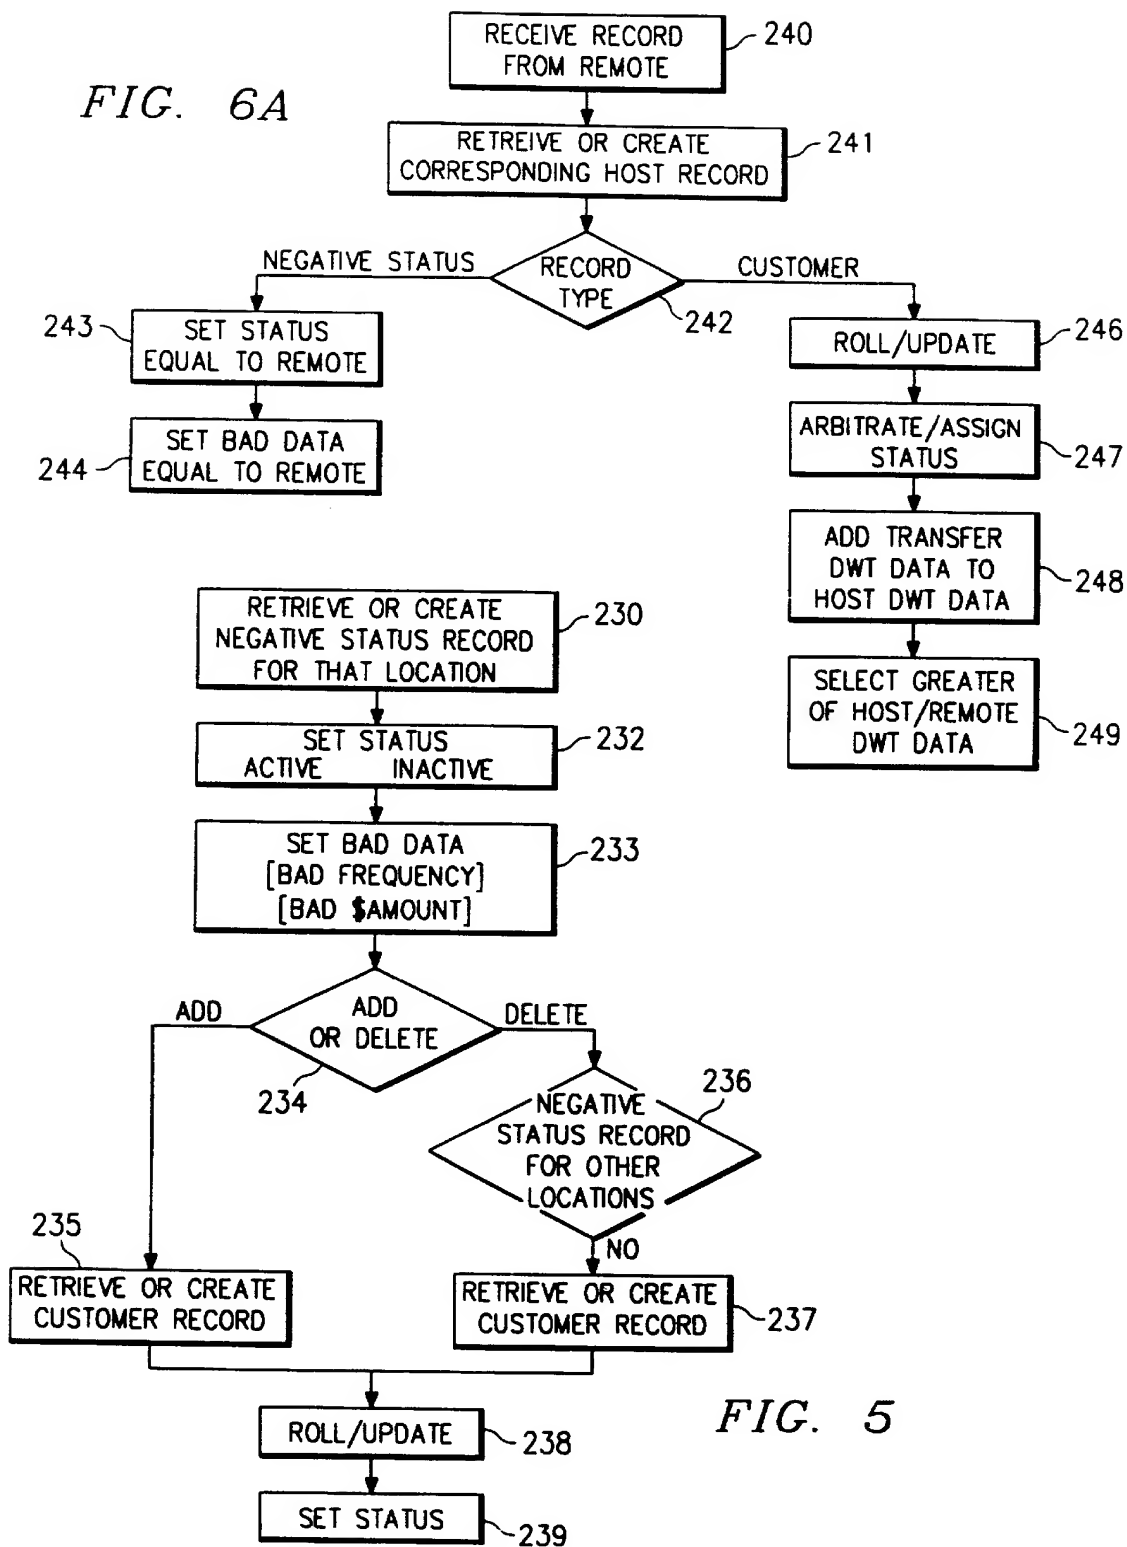 RECEIVE RECORD
FROM REMOTE
240
FIG. 6A
RETREIVE OR CREATE
CORRESPONDING HOST RECORD
241
NEGATIVE STATUS
RECORD
TYPE
CUSTOMER
242
243
SET STATUS
EQUAL TO REMOTE
SET BAD DATA
EQUAL TO REMOTE
244
ROLL/UPDATE
246
ARBITRATE/ASSIGN
STATUS
247
ADD TRANSFER
DWT DATA TO
HOST DWT DATA
248
SELECT GREATER
OF HOST/REMOTE
DWT DATA
249
RETRIEVE OR CREATE
NEGATIVE STATUS RECORD
FOR THAT LOCATION
230
SET STATUS
ACTIVE INACTIVE
232
SET BAD DATA
[BAD FREQUENCY]
[BAD $AMOUNT]
233
ADD
ADD
OR DELETE
DELETE
234
236
NEGATIVE
STATUS RECORD
FOR OTHER
LOCATIONS
NO
235
RETRIEVE OR CREATE
CUSTOMER RECORD
RETRIEVE OR CREATE
CUSTOMER RECORD
237
ROLL/UPDATE
238
SET STATUS
239
FIG. 5